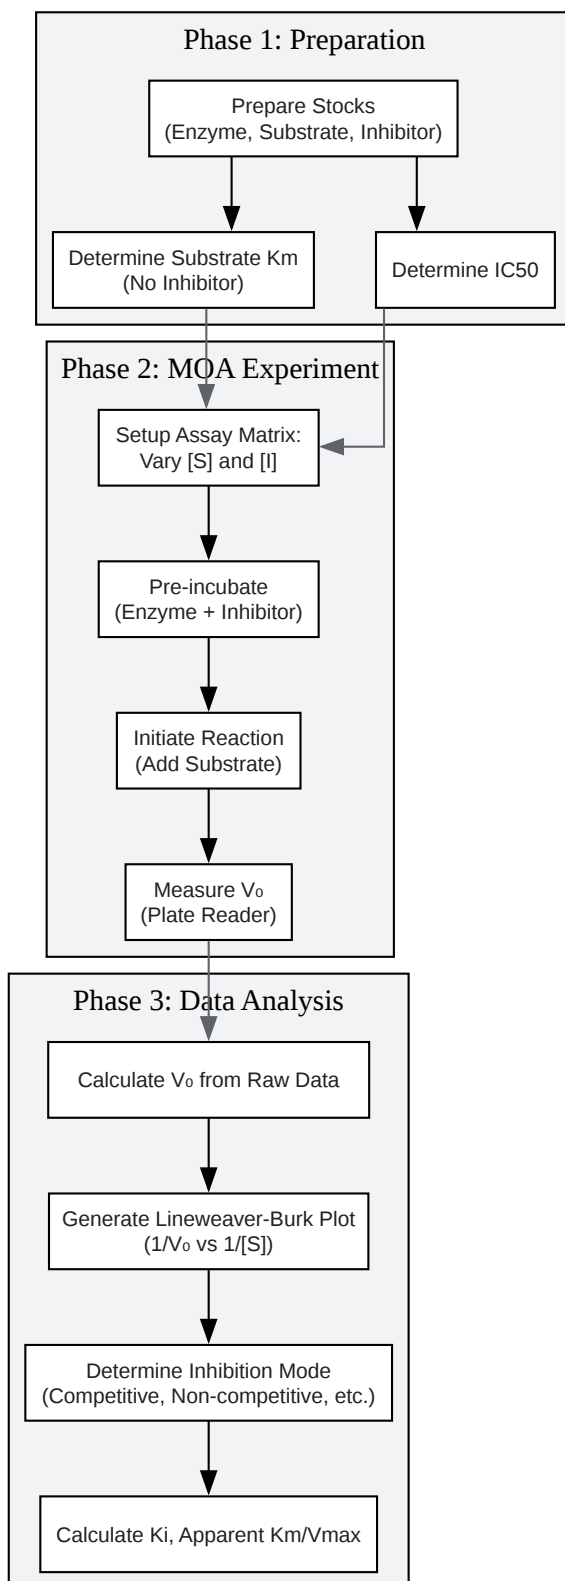 Phase 1: Preparation
Prepare Stocks
(Enzyme, Substrate, Inhibitor)
Determine Substrate Km
(No Inhibitor)
Determine IC50
Phase 2: MOA Experiment
Setup Assay Matrix:
Vary [S] and [I]
Pre-incubate
(Enzyme + Inhibitor)
Initiate Reaction
(Add Substrate)
Measure V₀
(Plate Reader)
Phase 3: Data Analysis
Calculate V₀ from Raw Data
Generate Lineweaver-Burk Plot
(1/V₀ vs 1/[S])
Determine Inhibition Mode
(Competitive, Non-competitive, etc.)
Calculate Ki, Apparent Km/Vmax